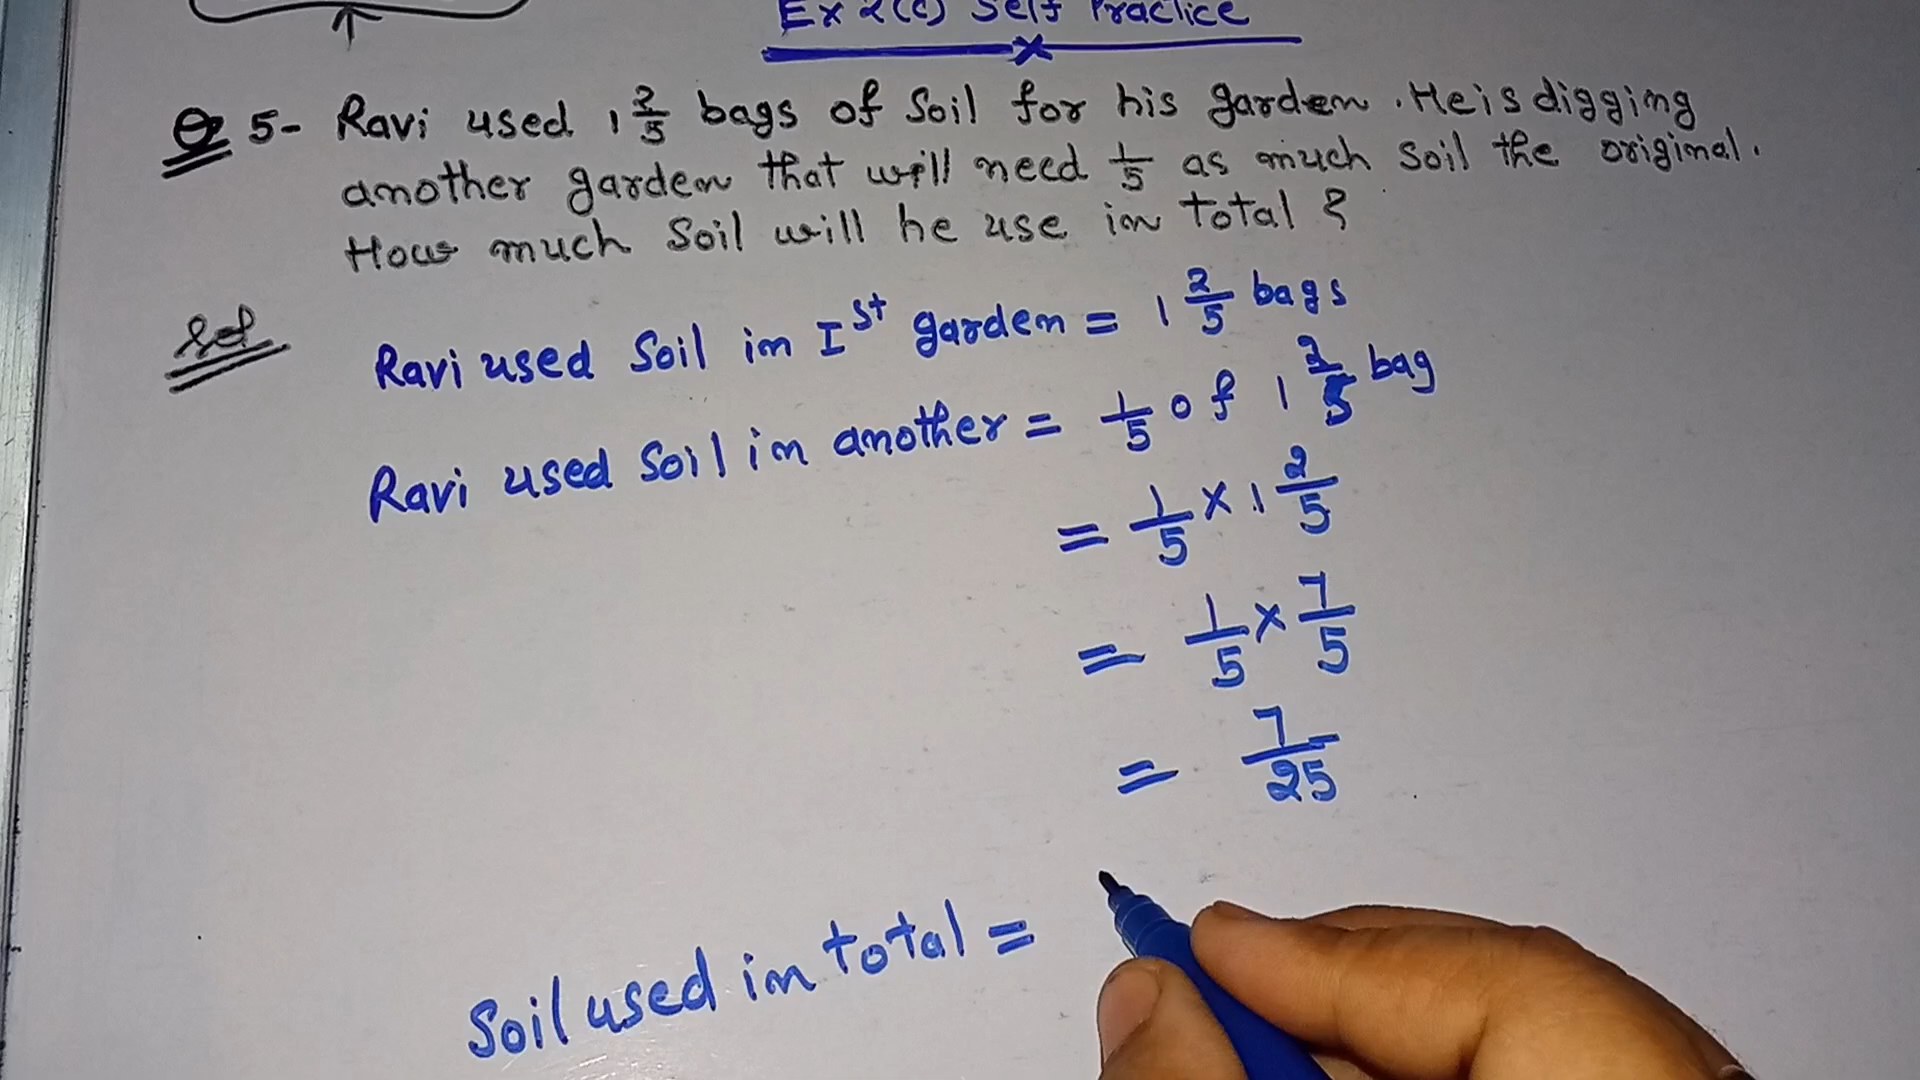 Ex 2(c) Self Practice
Q 5- Ravi used 1 2/5 bags of Soil for his garden. He is digging
another garden that will need 1/5 as much soil the original.
How much Soil will he use in total?
Sol
Ravi used Soil in Ist garden = 1 2/5 bags
Ravi used Soil in another = 1/5 of 1 2/5 bag
= 1/5 × 1 2/5
= 1/5 × 7/5
= 7/25
Soil used in total =